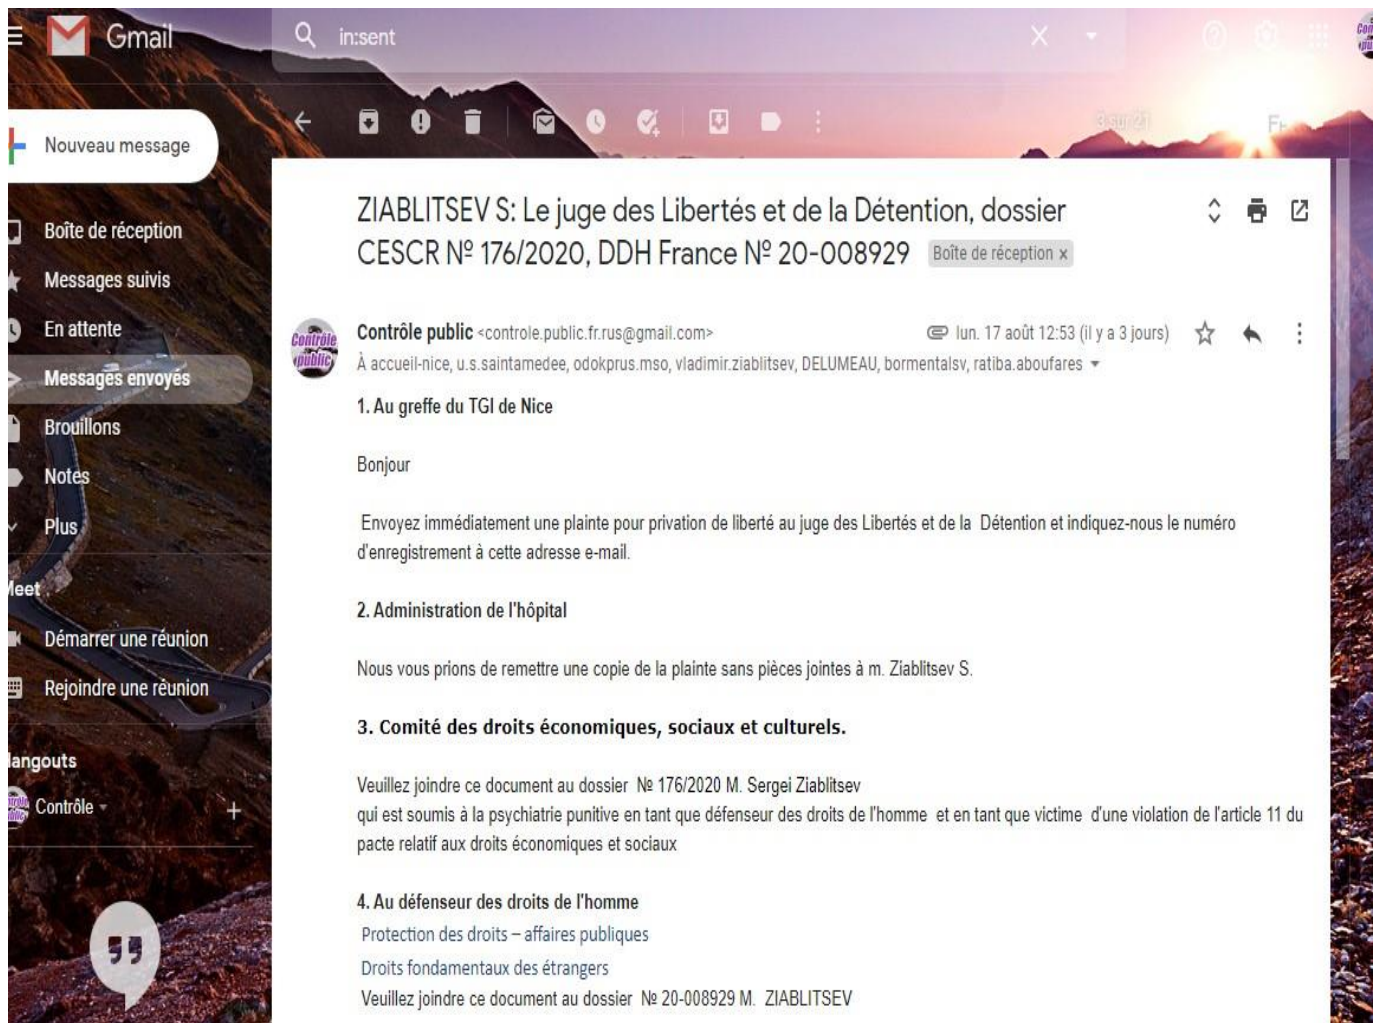 Gmail
in:sent
3 sur 21
Nouveau message
Boîte de réception
Messages suivis
En attente
Messages envoyés
Brouillons
Notes
Plus
Démarrer une réunion
Rejoindre une réunion
Contrôle
ZIABLITSEV S: Le juge des Libertés et de la Détention, dossier
CESCR № 176/2020, DDH France № 20-008929 Boîte de réception x
Contrôle public <controle.public.fr.rus@gmail.com> lun. 17 août 12:53 (il y a 3 jours)
À accueil-nice, u.s.saintamedee, odokprus.mso, vladimir.ziablitsev, DELUMEAU, bormentalsv, ratiba.aboufares
1. Au greffe du TGI de Nice
Bonjour
Envoyez immédiatement une plainte pour privation de liberté au juge des Libertés et de la Détention et indiquez-nous le numéro
d'enregistrement à cette adresse e-mail.
2. Administration de l'hôpital
Nous vous prions de remettre une copie de la plainte sans pièces jointes à m. Ziablitsev S.
3. Comité des droits économiques, sociaux et culturels.
Veuillez joindre ce document au dossier № 176/2020 M. Sergei Ziablitsev
qui est soumis à la psychiatrie punitive en tant que défenseur des droits de l'homme et en tant que victime d'une violation de l'article 11 du
pacte relatif aux droits économiques et sociaux
4. Au défenseur des droits de l'homme
Protection des droits – affaires publiques
Droits fondamentaux des étrangers
Veuillez joindre ce document au dossier № 20-008929 M. ZIABLITSEV